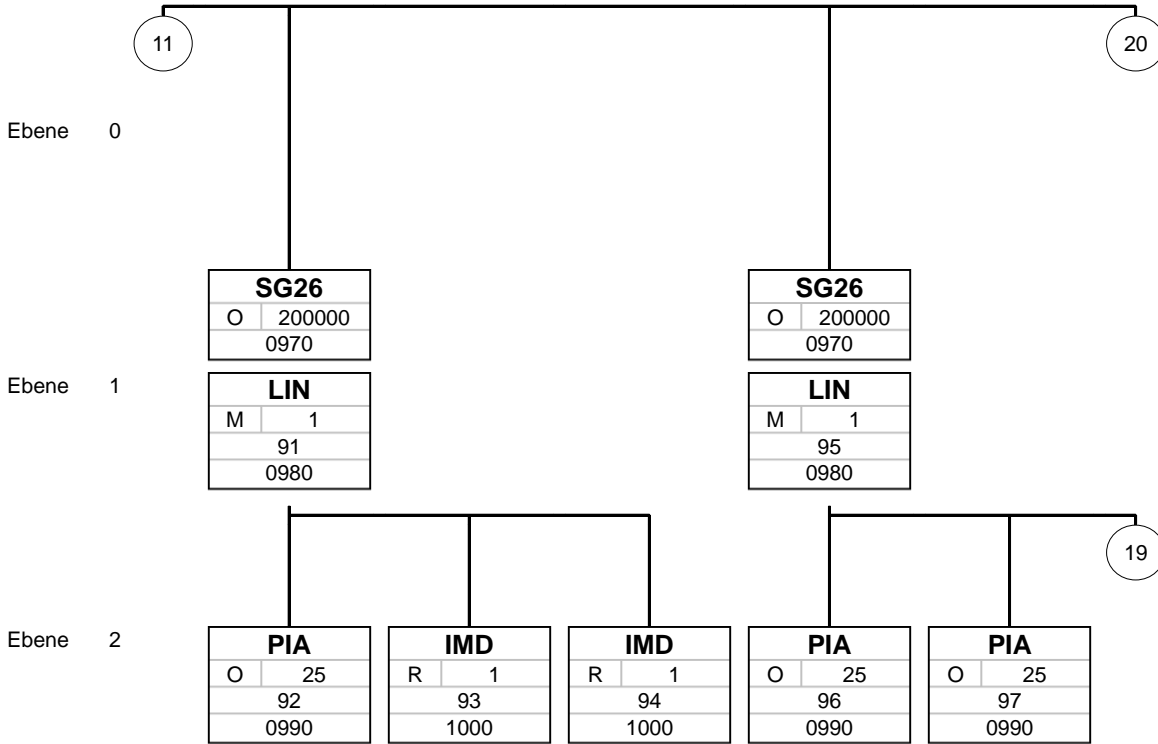 11 20
Ebene 0
SG26 SG26
O 200000 O 200000
0970 0970
Ebene 1
LIN LIN
M 1 M 1
91 95
0980 0980
19
Ebene 2
PIA IMD IMD PIA PIA
O 25 R 1 R 1 O 25 O 25
92 93 94 96 97
0990 1000 1000 0990 0990